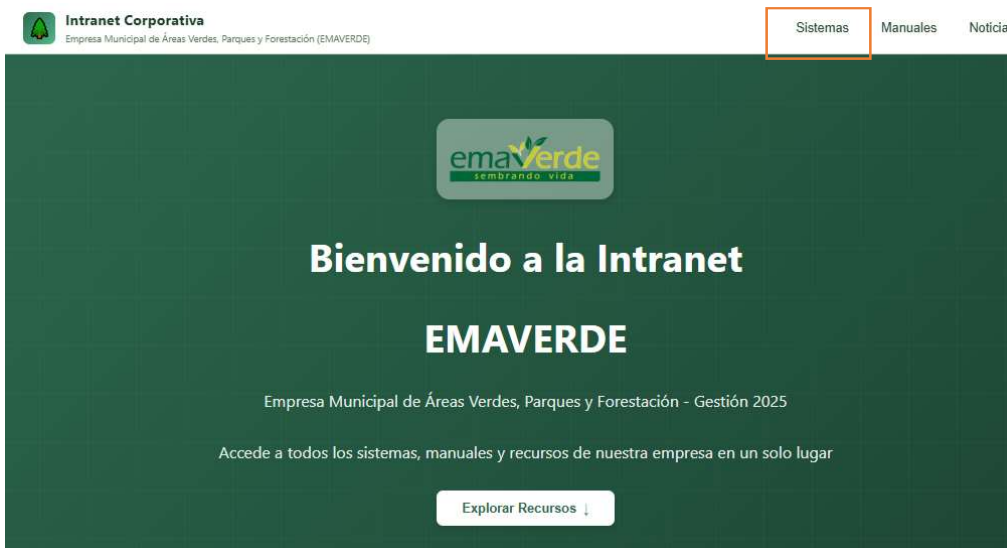 Intranet Corporativa
Empresa Municipal de Áreas Verdes, Parques y Forestación (EMAVERDE)
Sistemas
Manuales
Noticia
emaverde
sembrando vida
Bienvenido a la Intranet
EMAVERDE
Empresa Municipal de Áreas Verdes, Parques y Forestación - Gestión 2025
Accede a todos los sistemas, manuales y recursos de nuestra empresa en un solo lugar
Explorar Recursos ↓